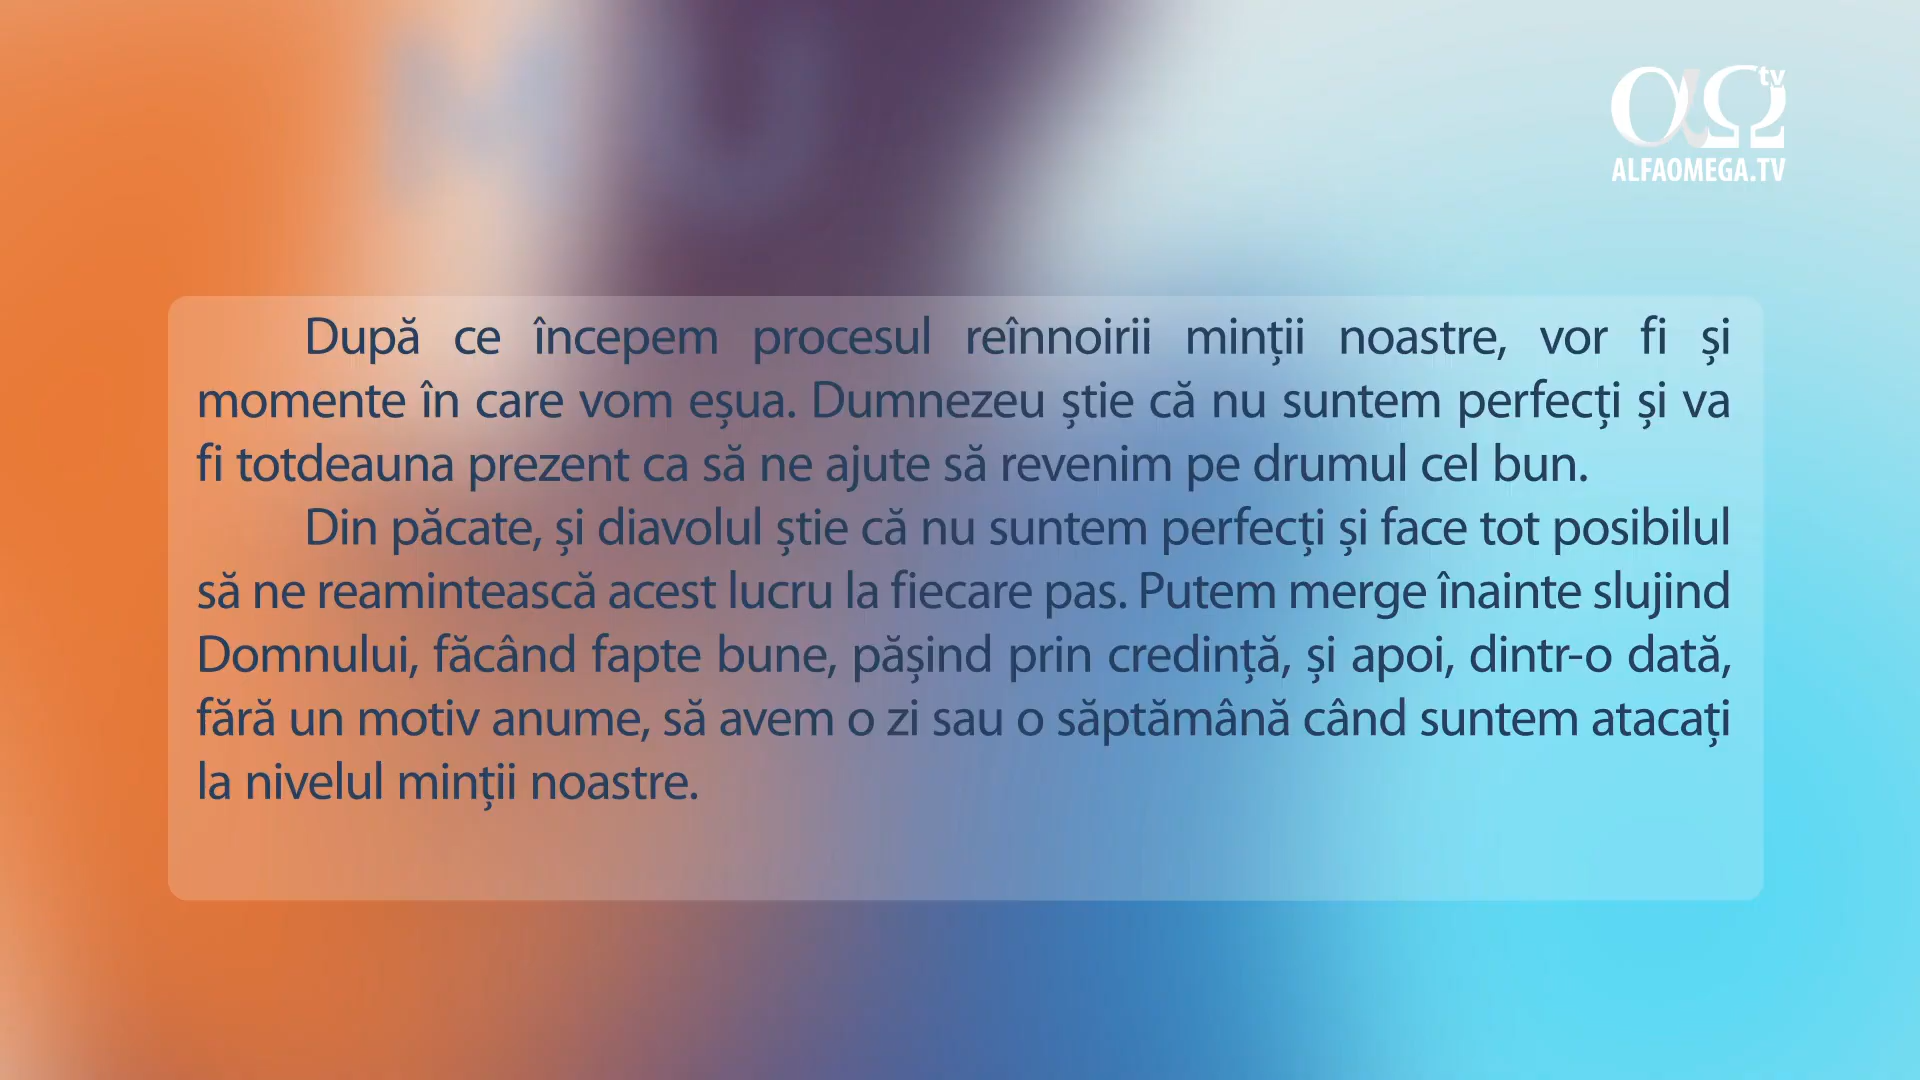 tv
αΩ
ALFAOMEGA.TV
După ce începem procesul reînnoirii minții noastre, vor fi și
momente în care vom eșua. Dumnezeu știe că nu suntem perfecți și va
fi totdeauna prezent ca să ne ajute să revenim pe drumul cel bun.
Din păcate, și diavolul știe că nu suntem perfecți și face tot posibilul
să ne reamintească acest lucru la fiecare pas. Putem merge înainte slujind
Domnului, făcând fapte bune, pășind prin credință, și apoi, dintr-o dată,
fără un motiv anume, să avem o zi sau o săptămână când suntem atacați
la nivelul minții noastre.